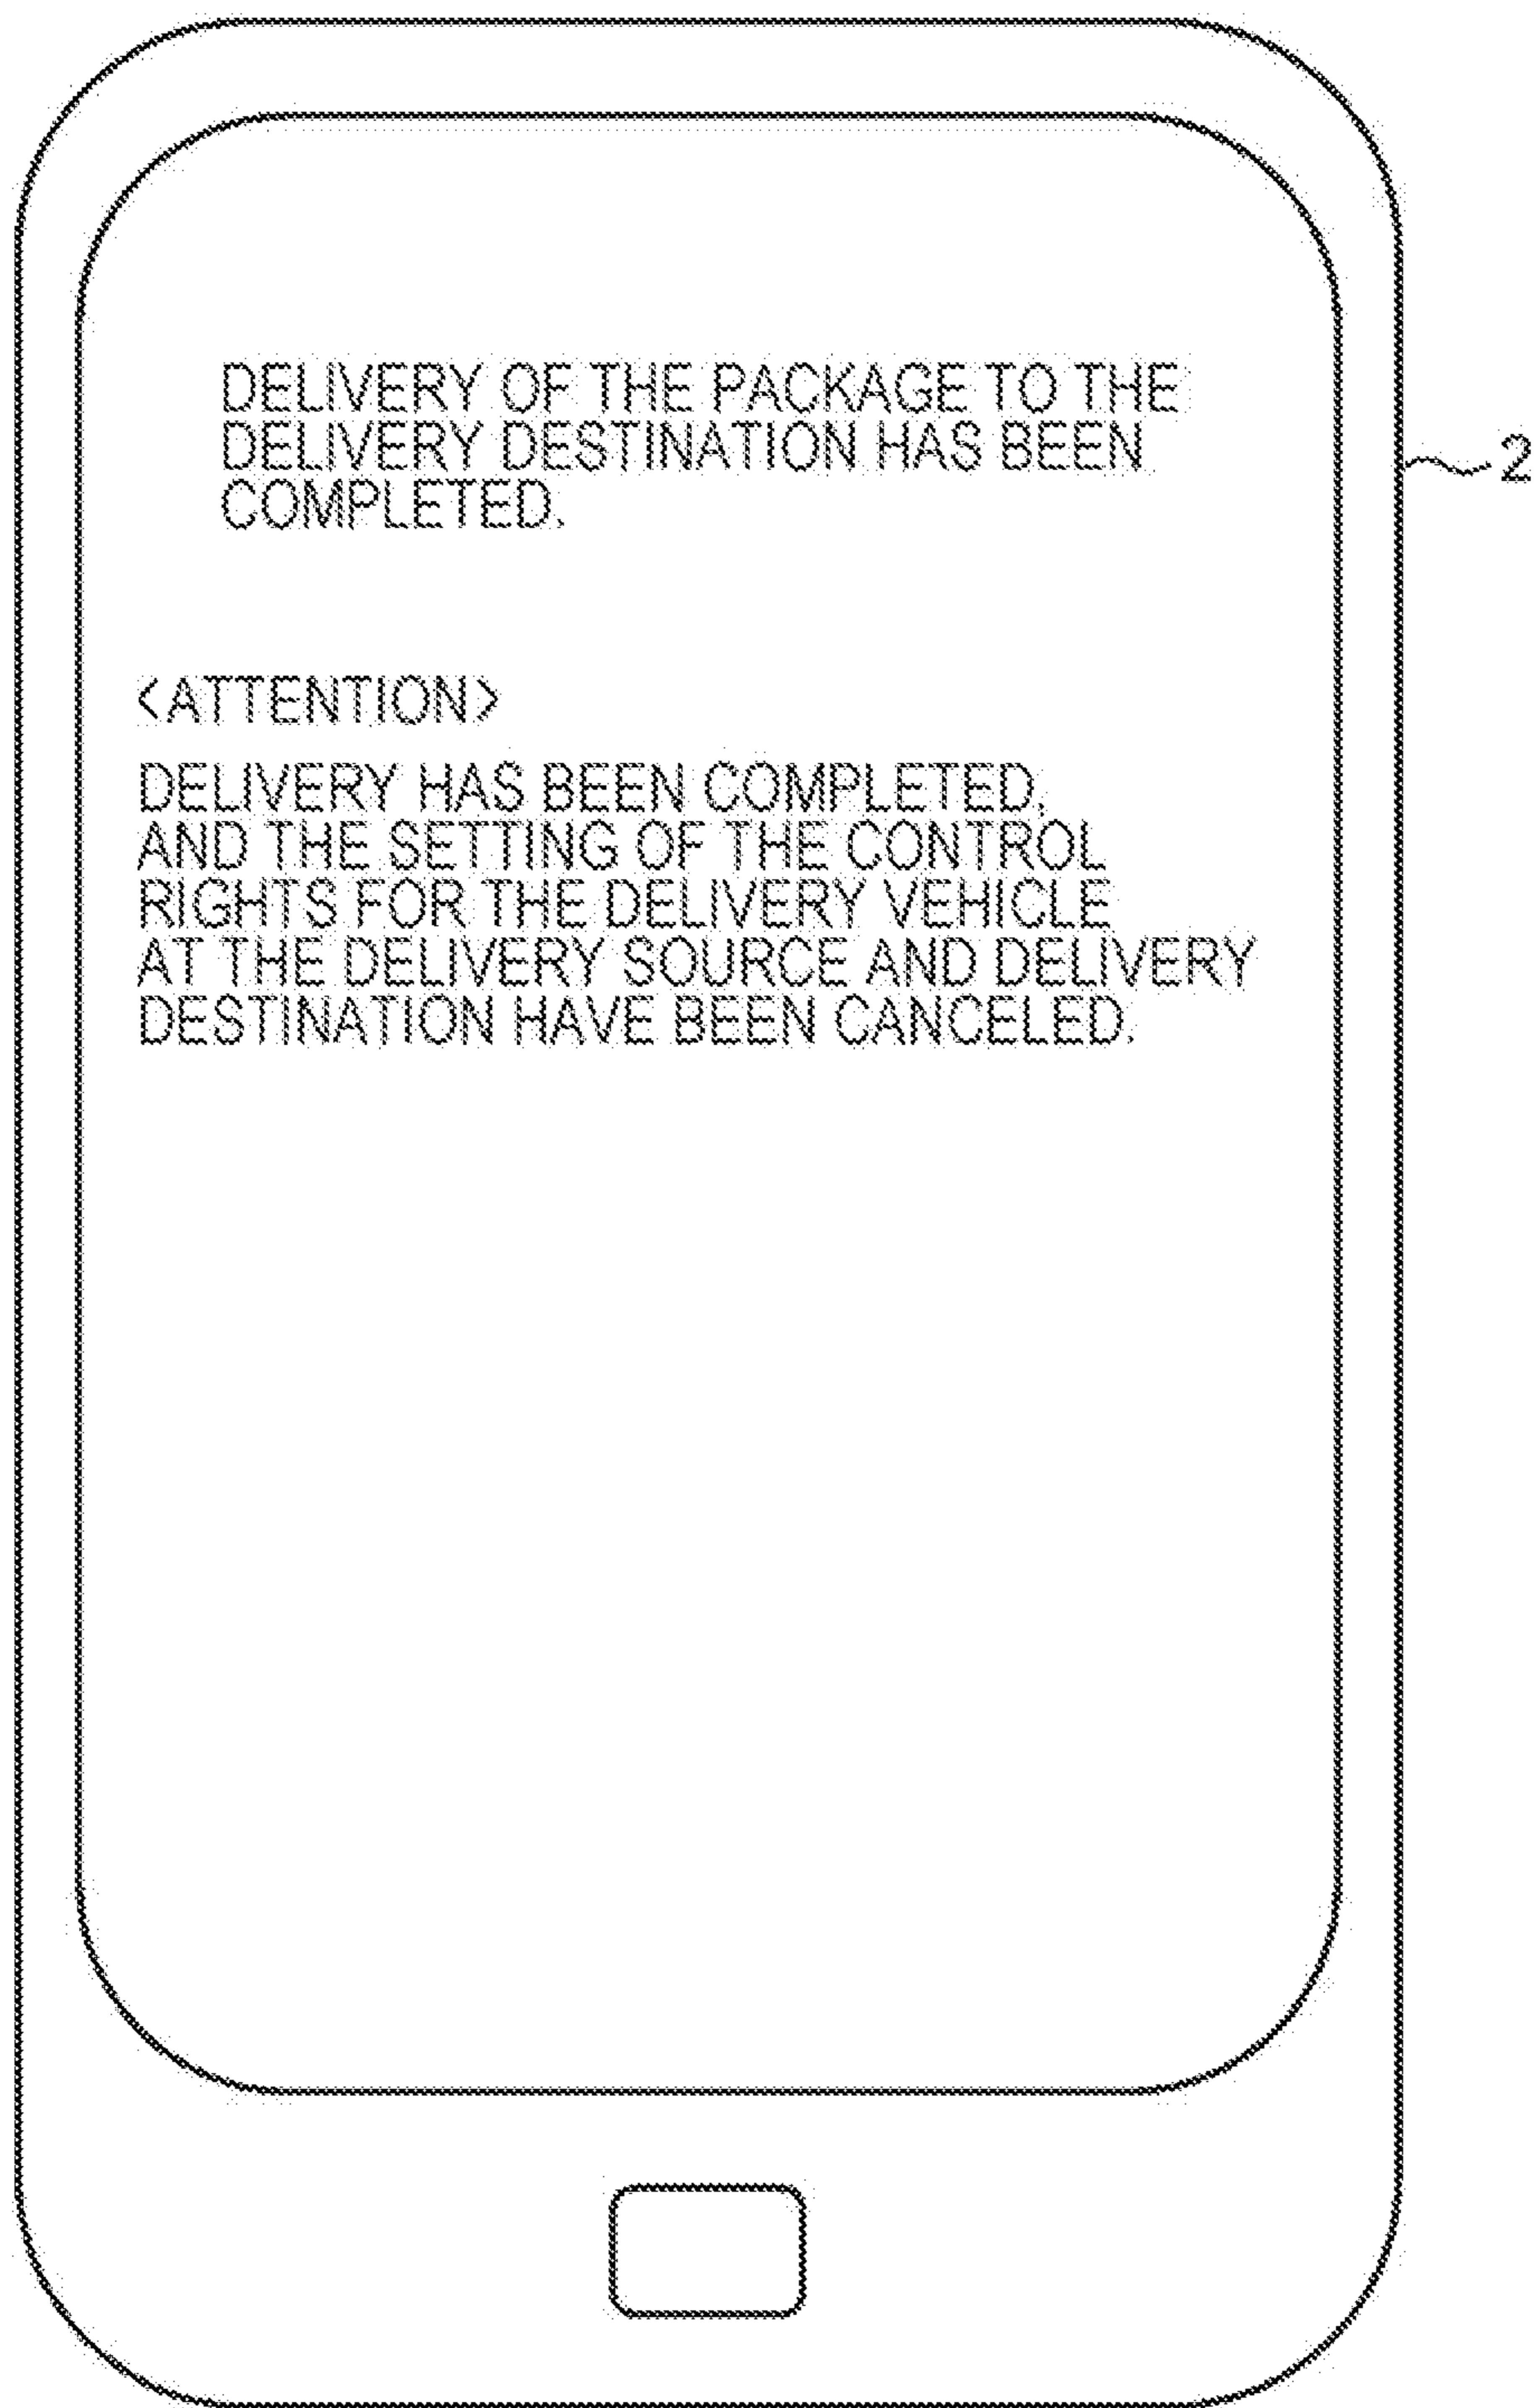 DELIVERY OF THE PACKAGE TO THE
DELIVERY DESTINATION HAS BEEN
COMPLETED.
2
<ATTENTION>
DELIVERY HAS BEEN COMPLETED,
AND THE SETTING OF THE CONTROL
RIGHTS FOR THE DELIVERY VEHICLE
AT THE DELIVERY SOURCE AND DELIVERY
DESTINATION HAVE BEEN CANCELED.